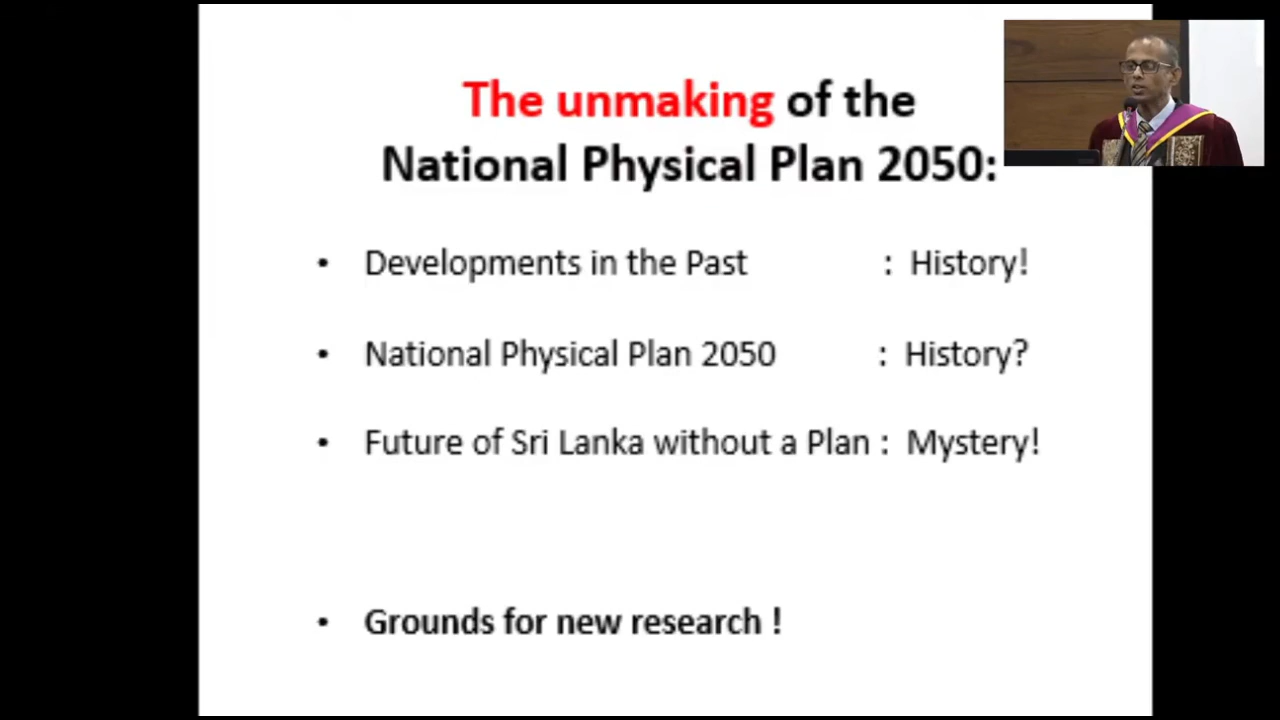 The unmaking of the
National Physical Plan 2050:
• Developments in the Past : History!
• National Physical Plan 2050 : History?
• Future of Sri Lanka without a Plan : Mystery!
• Grounds for new research !